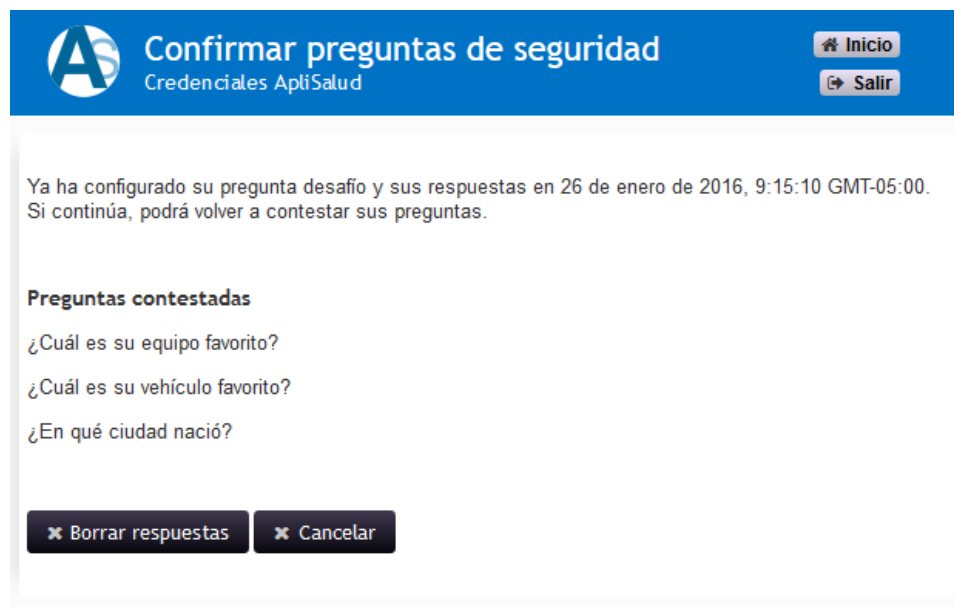 AS
Confirmar preguntas de seguridad
Credenciales ApliSalud
Inicio
Salir
Ya ha configurado su pregunta desafío y sus respuestas en 26 de enero de 2016, 9:15:10 GMT-05:00.
Si continúa, podrá volver a contestar sus preguntas.
Preguntas contestadas
¿Cuál es su equipo favorito?
¿Cuál es su vehículo favorito?
¿En qué ciudad nació?
Borrar respuestas
Cancelar